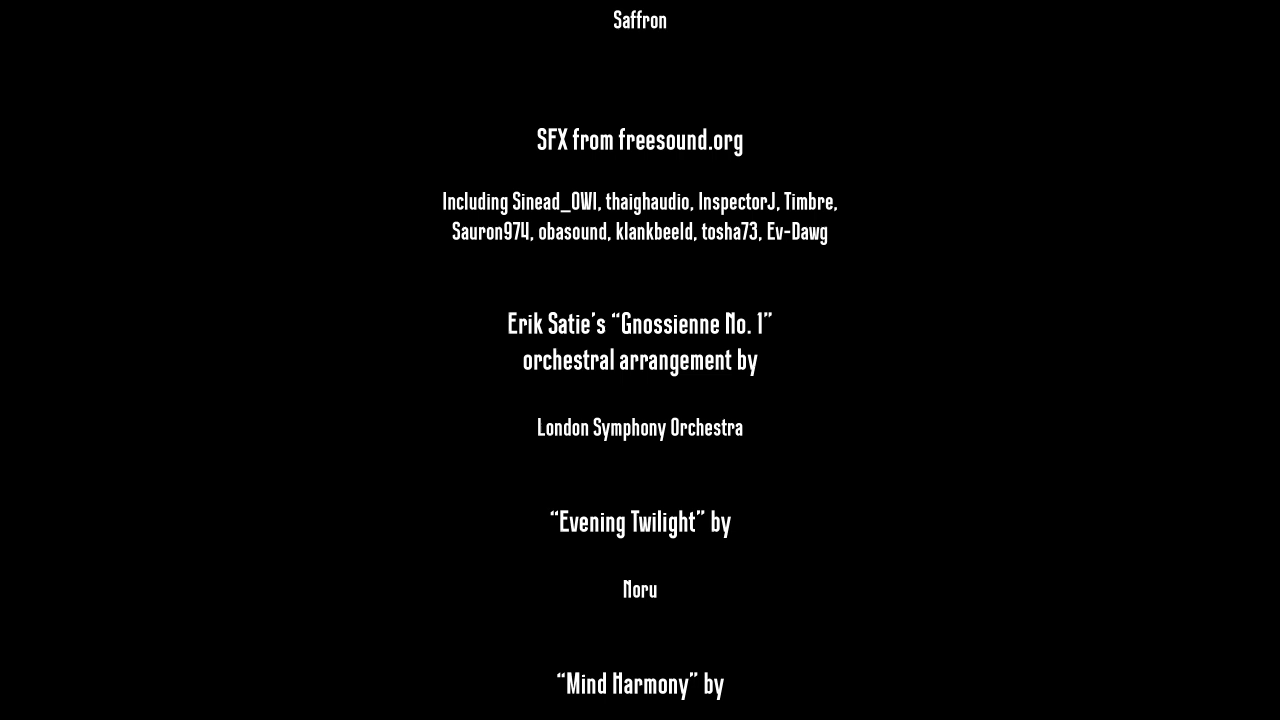 Saffron
SFX from freesound.org
Including Sinead_OWl, thaighaudio, InspectorJ, Timbre,
Sauron974, obasound, klankbeeld, tosha73, Ev-Dawg
Erik Satie's “Gnossienne No. 1”
orchestral arrangement by
London Symphony Orchestra
“Evening Twilight” by
Noru
“Mind Harmony” by